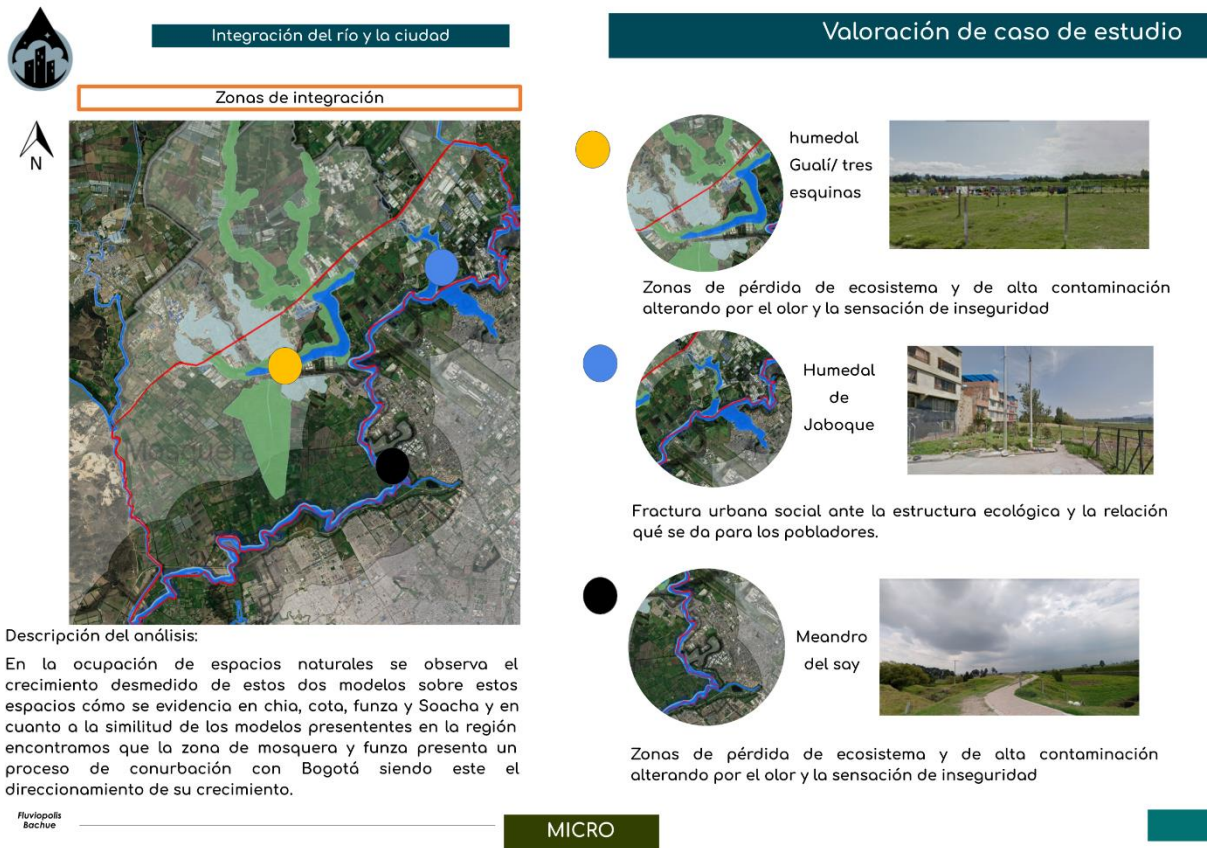 Integración del río y la ciudad
Valoración de caso de estudio
Zonas de integración
N
Mosquera
Descripción del análisis:
En la ocupación de espacios naturales se observa el
crecimiento desmedido de estos dos modelos sobre estos
espacios cómo se evidencia en chia, cota, funza y Soacha y en
cuanto a la similitud de los modelos presententes en la región
encontramos que la zona de mosquera y funza presenta un
proceso de conurbación con Bogotá siendo este el
direccionamiento de su crecimiento.
humedal
Gualí/ tres
esquinas
Zonas de pérdida de ecosistema y de alta contaminación
alterando por el olor y la sensación de inseguridad
Humedal
de
Jaboque
Fractura urbana social ante la estructura ecológica y la relación
qué se da para los pobladores.
Meandro
del say
Zonas de pérdida de ecosistema y de alta contaminación
alterando por el olor y la sensación de inseguridad
Fluviopolis
Bachue
MICRO